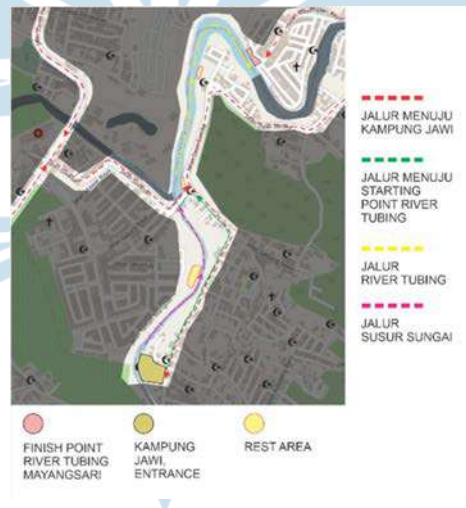 JALUR MENUJU
KAMPUNG JAWI
JALUR MENUJU
STARTING
POINT RIVER
TUBING
JALUR
RIVER TUBING
JALUR
SUSUR SUNGAI
FINISH POINT
RIVER TUBING
MAYANGSARI
KAMPUNG
JAWI,
ENTRANCE
REST AREA